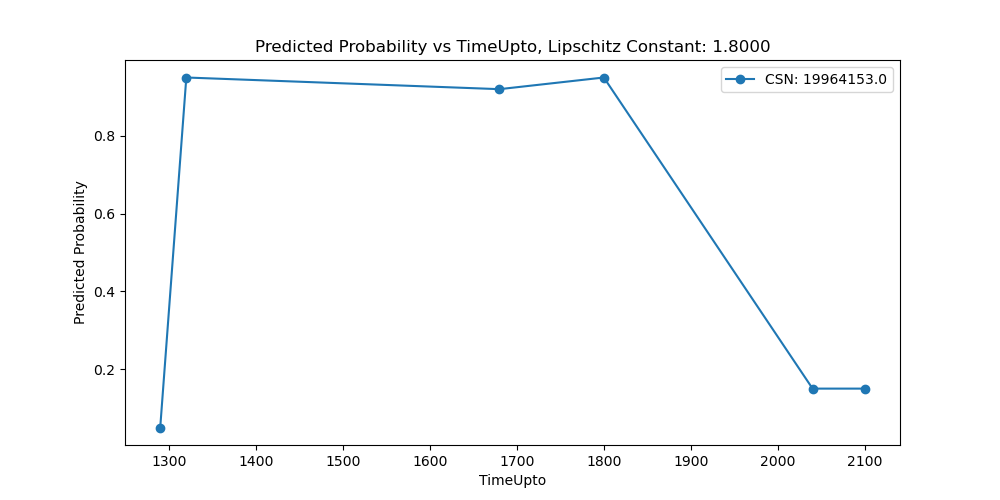 Predicted Probability vs TimeUpto, Lipschitz Constant: 1.8000
CSN: 19964153.0
Predicted Probability
0.8
0.6
0.4
0.2
1300 1400 1500 1600 1700 1800 1900 2000 2100
TimeUpto